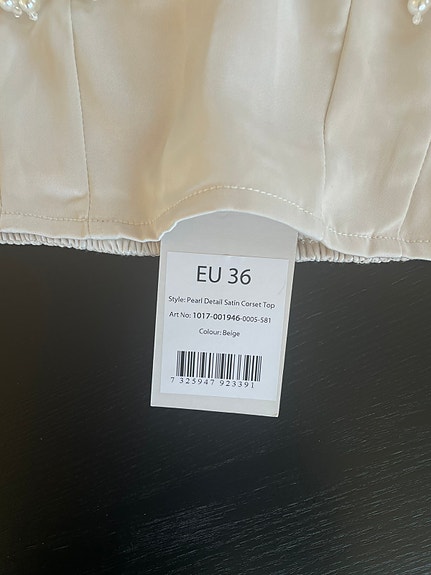 EU 36
Style: Pearl Detail Satin Corset Top
Art No: 1017-001946-0005-581
Colour: Beige
7 325947 923391